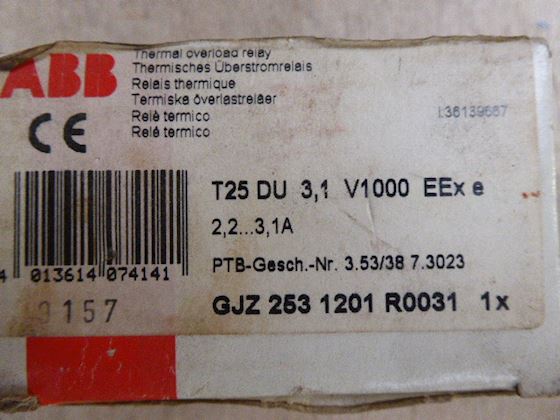 ABB
Thermal overload relay
Thermisches Überstromrelais
Relais thermique
Termiska överlastreläer
Relè termico
Relé termico
CE
I.36139667
T25 DU 3,1 V1000 EEx e
2,2...3,1A
PTB-Gesch.-Nr. 3.53/38 7.3023
GJZ 253 1201 R0031 1x
4 013614 074141
157